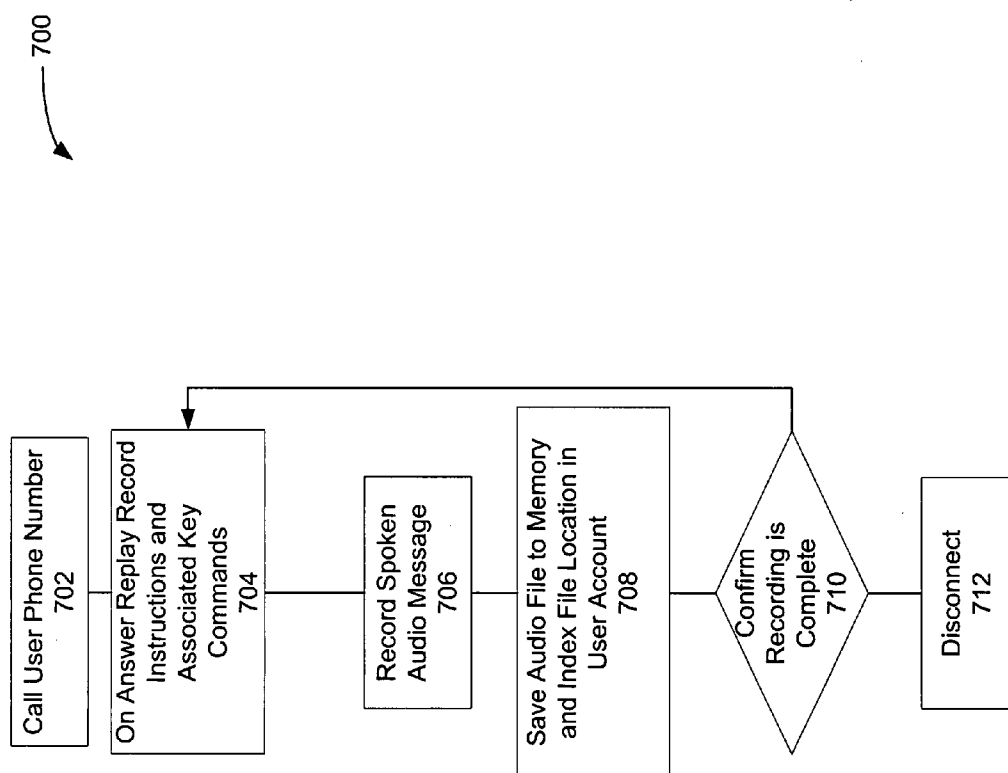 700
Call User Phone Number
702
On Answer Replay Record
Instructions and
Associated Key
Commands
704
Record Spoken
Audio Message
706
Save Audio File to Memory
and Index File Location in
User Account
708
Confirm
Recording is
Complete
710
Disconnect
712